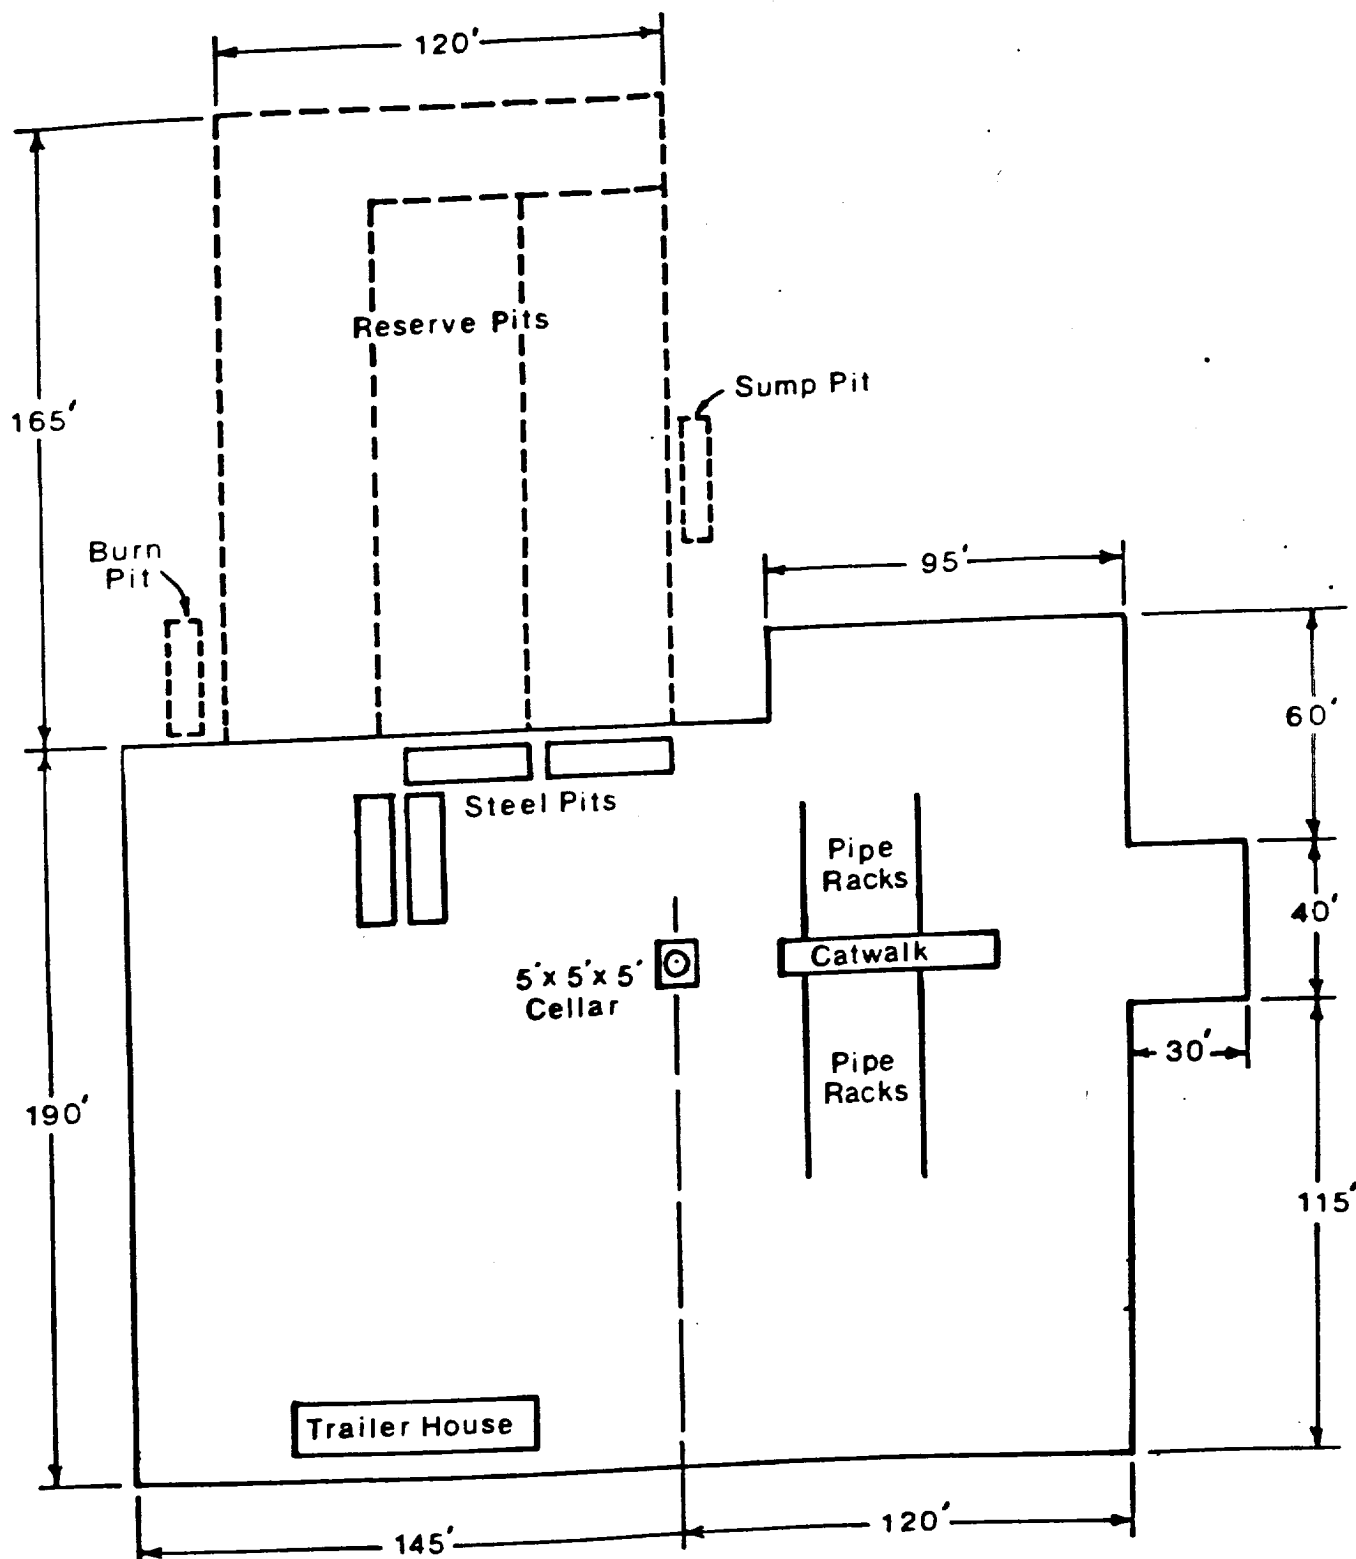 120'
165'
Reserve Pits
Sump Pit
Burn
Pit
95'
60'
Steel Pits
Pipe
Racks
40'
Catwalk
5'x 5'x 5'
Cellar
30'
Pipe
Racks
190'
115'
Trailer House
145'
120'